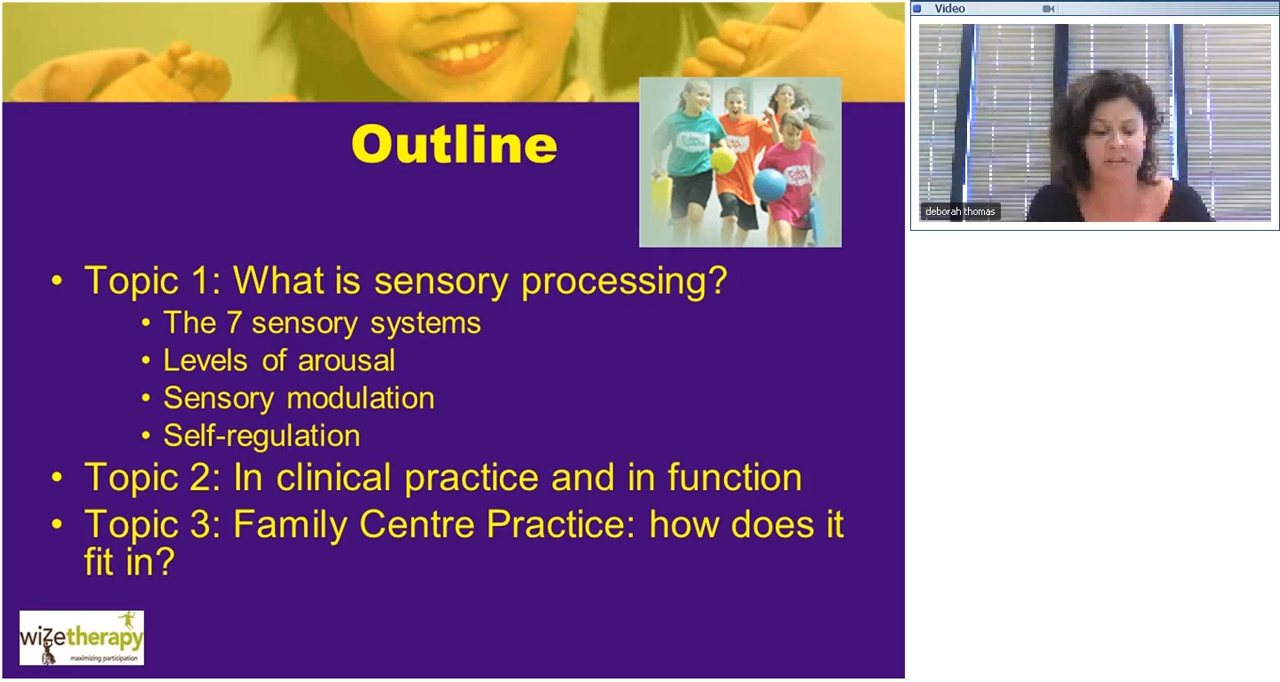 Video
deborah thomas
Outline
• Topic 1: What is sensory processing?
• The 7 sensory systems
• Levels of arousal
• Sensory modulation
• Self-regulation
• Topic 2: In clinical practice and in function
• Topic 3: Family Centre Practice: how does it
fit in?
wizetherapy
maximizing participation